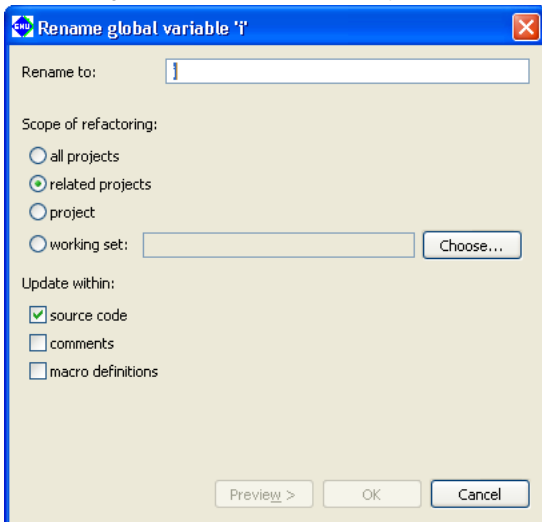 Rename global variable 'i'
Rename to: i
Scope of refactoring:
all projects
related projects
project
working set: Choose...
Update within:
source code
comments
macro definitions
Preview > OK Cancel